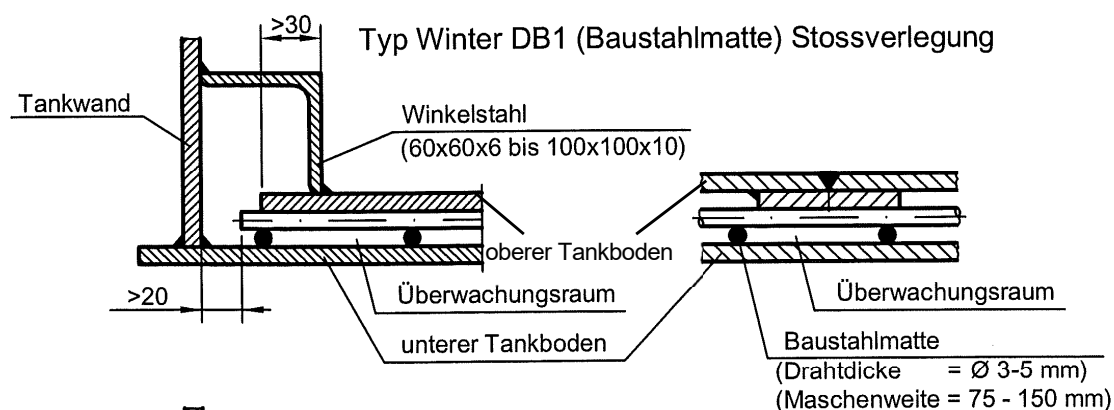 >30
Typ Winter DB1 (Baustahlmatte) Stossverlegung
Tankwand
Winkelstahl
(60x60x6 bis 100x100x10)
oberer Tankboden
>20
Überwachungsraum
Überwachungsraum
unterer Tankboden
Baustahlmatte
(Drahtdicke = Ø 3-5 mm)
(Maschenweite = 75 - 150 mm)